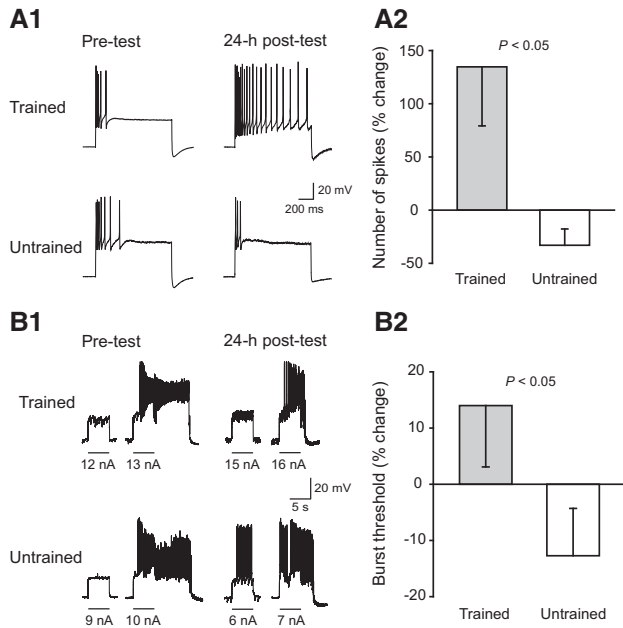 A1
Pre-test
24-h post-test
Trained
20 mV
200 ms
Untrained
A2
P < 0.05
Number of spikes (% change)
150
100
50
0
-50
Trained
Untrained
B1
Pre-test
24-h post-test
Trained
12 nA
13 nA
15 nA
16 nA
20 mV
5 s
Untrained
9 nA
10 nA
6 nA
7 nA
B2
P < 0.05
Burst threshold (% change)
20
10
0
-10
-20
Trained
Untrained